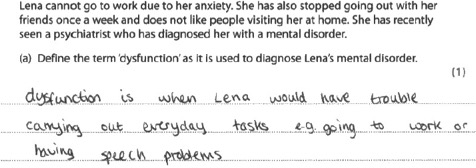 Lena cannot go to work due to her anxiety. She has also stopped going out with her
friends once a week and does not like people visiting her at home. She has recently
seen a psychiatrist who has diagnosed her with a mental disorder.
(a) Define the term 'dysfunction' as it is used to diagnose Lena's mental disorder.
(1)
dysfunction is when Lena would have trouble
carrying out everyday tasks e.g. going to work or
having speech problems